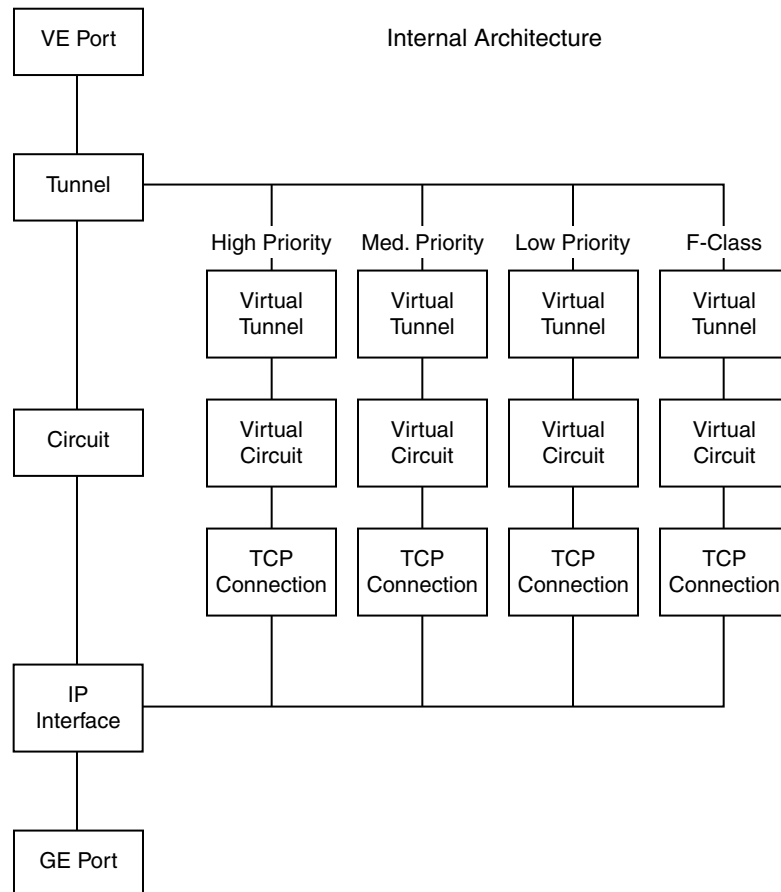 VE Port
Internal Architecture
Tunnel
High Priority
Med. Priority
Low Priority
F-Class
Virtual
Tunnel
Virtual
Tunnel
Virtual
Tunnel
Virtual
Tunnel
Circuit
Virtual
Circuit
Virtual
Circuit
Virtual
Circuit
Virtual
Circuit
TCP
Connection
TCP
Connection
TCP
Connection
TCP
Connection
IP
Interface
GE Port